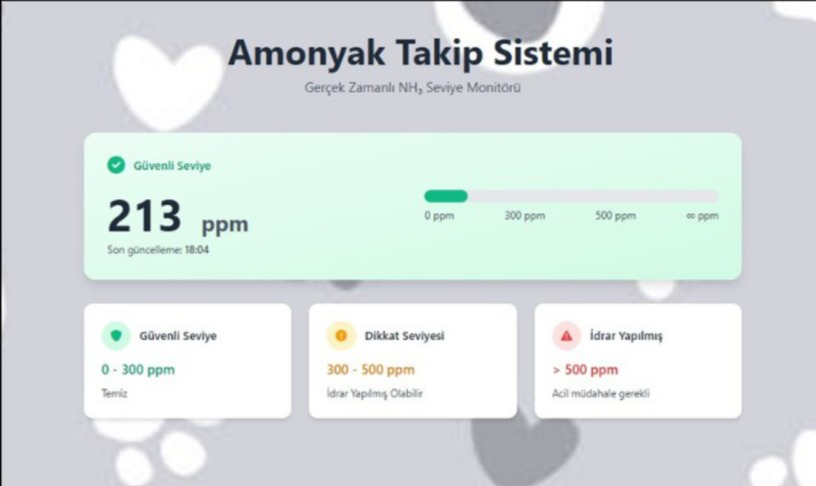 Amonyak Takip Sistemi
Gerçek Zamanlı NH₃ Seviye Monitörü
Güvenli Seviye
213 ppm
Son güncelleme: 18:04
0 ppm 300 ppm 500 ppm ∞ ppm
Güvenli Seviye
0 - 300 ppm
Temiz
Dikkat Seviyesi
300 - 500 ppm
İdrar Yapılmış Olabilir
İdrar Yapılmış
> 500 ppm
Acil müdahale gerekli